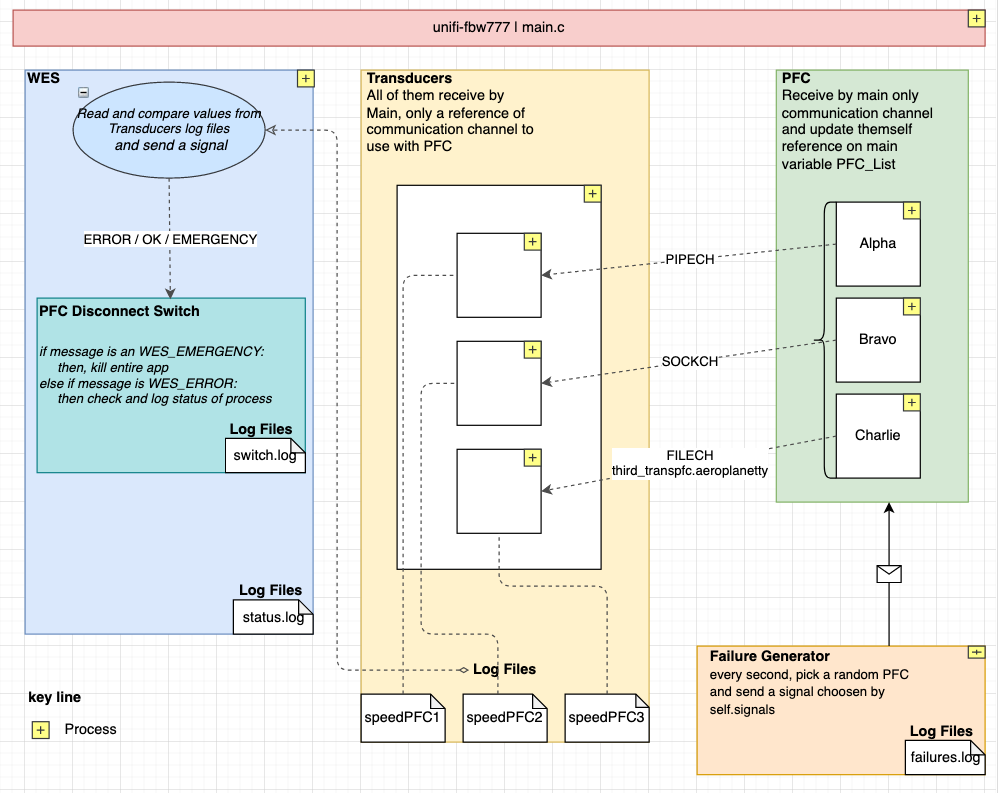 unifi-fbw777 | main.c
WES
Read and compare values from
Transducers log files
and send a signal
ERROR / OK / EMERGENCY
PFC Disconnect Switch
if message is an WES_EMERGENCY:
then, kill entire app
else if message is WES_ERROR:
then check and log status of process
Log Files
switch.log
Log Files
status.log
key line
Process
Transducers
All of them receive by
Main, only a reference of
communication channel to
use with PFC
PIPECH
SOCKCH
FILECH
third_transpfc.aeroplanetty
Log Files
speedPFC1
speedPFC2
speedPFC3
PFC
Receive by main only
communication channel
and update themself
reference on main
variable PFC_List
Alpha
Bravo
Charlie
Failure Generator
every second, pick a random PFC
and send a signal choosen by
self.signals
Log Files
failures.log